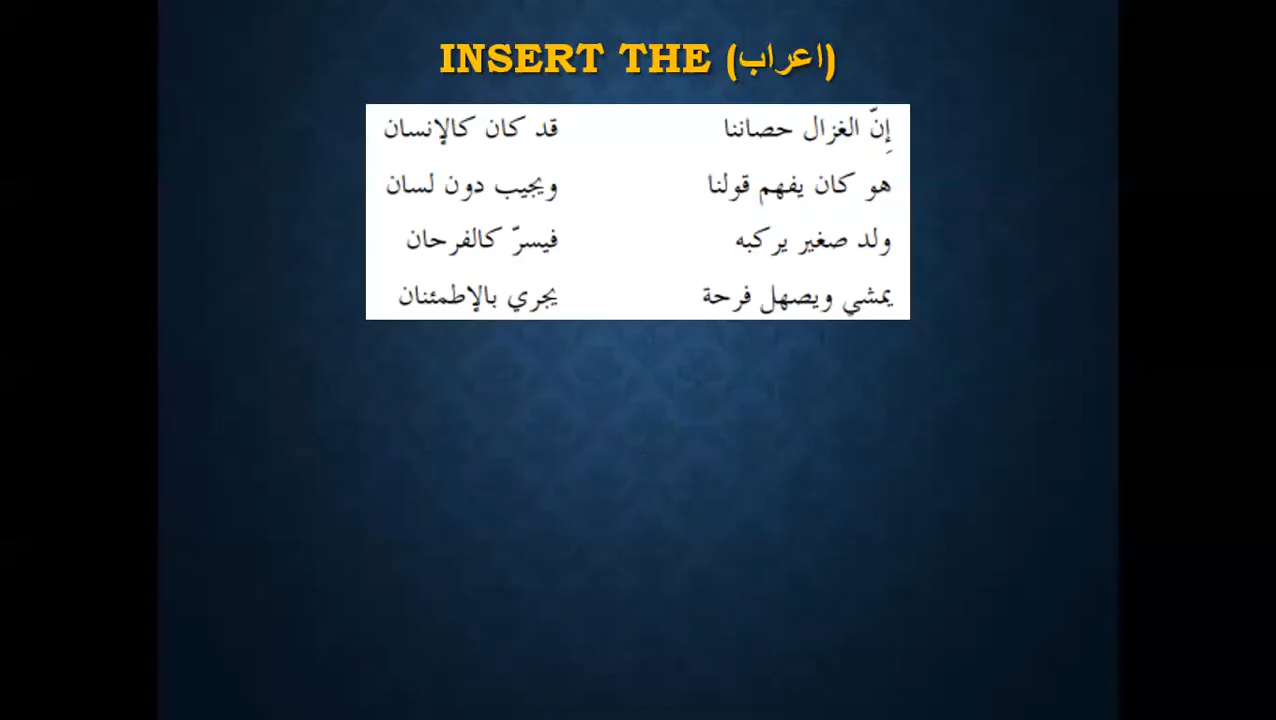 INSERT THE (اعراب)
إِنّ الغزال حصاننا قد كان كالإنسان
هو كان يفهم قولنا ويجيب دون لسان
ولد صغير يركبه فيسرّ كالفرحان
يمشي ويصهل فرحة يجري بالإطمئنان